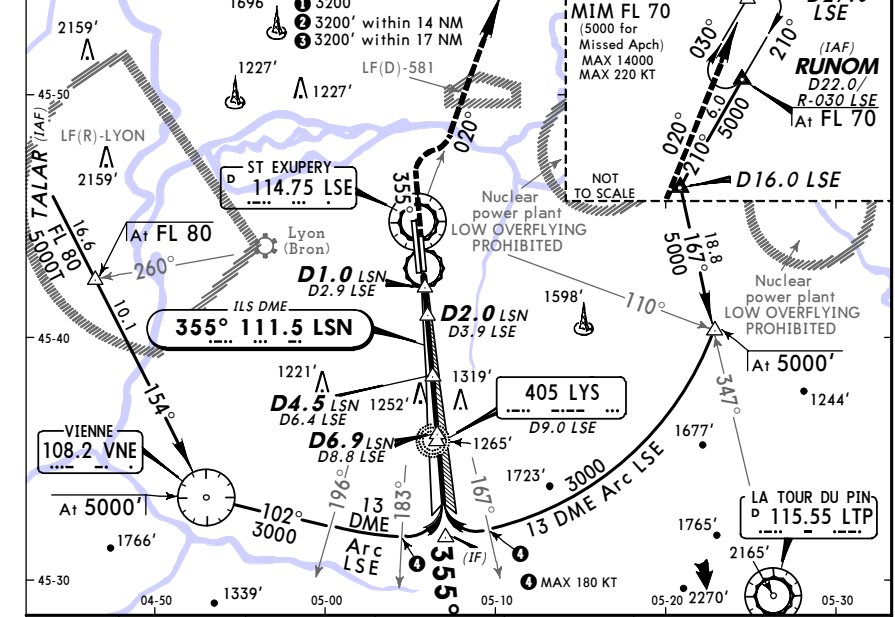 1696'
❶ 3200'
❷ 3200' within 14 NM
❸ 3200' within 17 NM
2159'
1227'
1227'
LF(D)-581
MIM FL 70
(5000 for
Missed Apch)
MAX 14000
MAX 220 KT
LSE
(IAF)
RUNOM
D22.0/
R-030 LSE
At FL 70
030°
210°
020°
210°
6.0
5000
NOT
TO SCALE
D16.0 LSE
45-50
LF(R)-LYON
2159'
TALAR (IAF)
FL 80
5000T
16.6
At FL 80
260°
10.1
154°
Lyon
(Bron)
ST EXUPERY
D 114.75 LSE
020°
355°
Nuclear
power plant
LOW OVERFLYING
PROHIBITED
18.8
167°
5000
110°
Nuclear
power plant
LOW OVERFLYING
PROHIBITED
D1.0 LSN
D2.9 LSE
ILS DME
355° 111.5 LSN
D2.0 LSN
D3.9 LSE
1598'
45-40
At 5000'
347°
1221'
1252'
1319'
D4.5 LSN
D6.4 LSE
405 LYS
D9.0 LSE
1244'
D6.9 LSN
D8.8 LSE
1265'
1677'
VIENNE
108.2 VNE
At 5000'
102°
3000
13
DME
Arc
LSE
196°
183°
167°
1723'
3000
13 DME Arc LSE
1766'
1765'
LA TOUR DU PIN
D 115.55 LTP
2165'
❹
(IF)
❹
355°
❹ MAX 180 KT
45-30
1339'
2270'
04-50
05-00
05-10
05-20
05-30